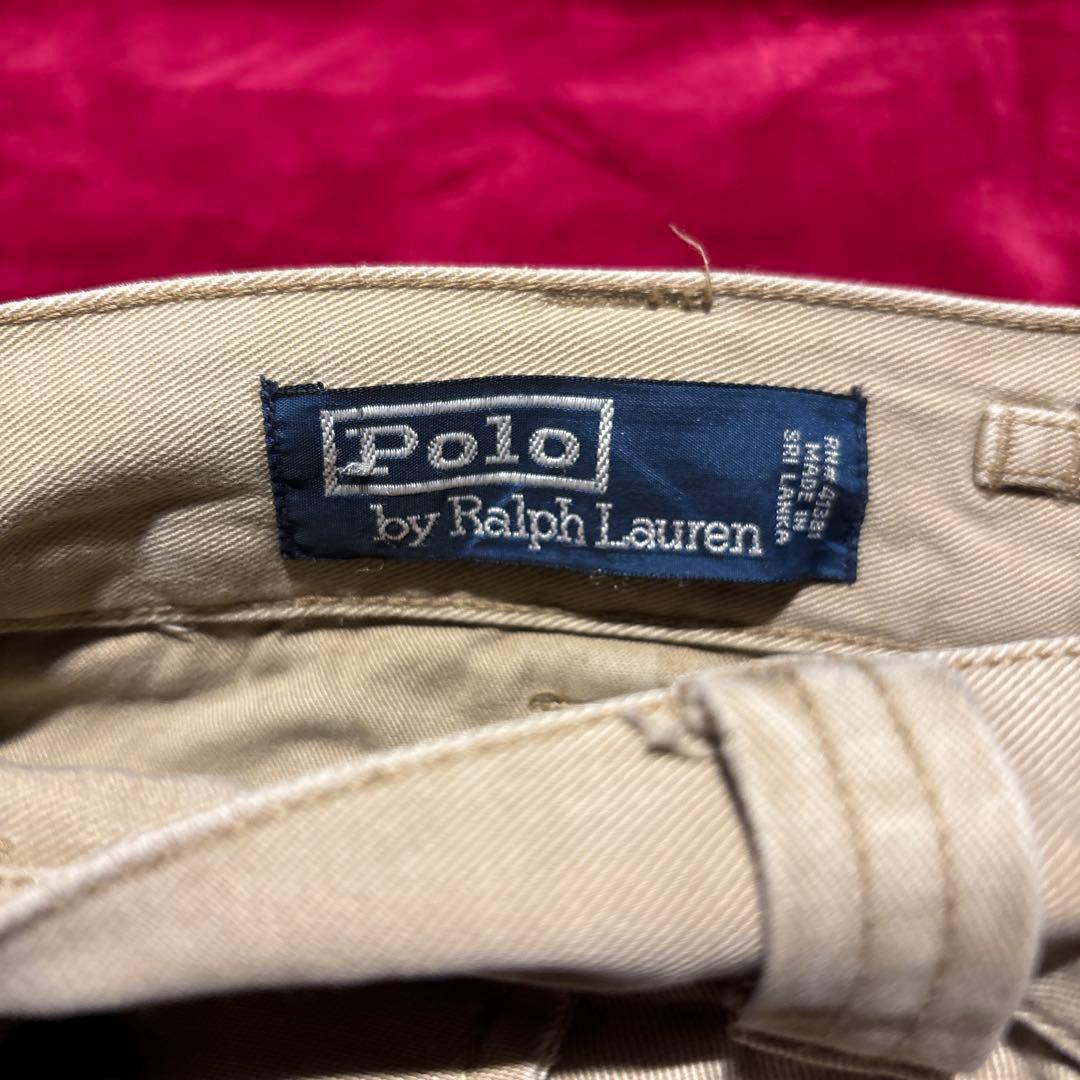 Polo
by Ralph Lauren
RN# 41381
MADE IN
SRI LANKA